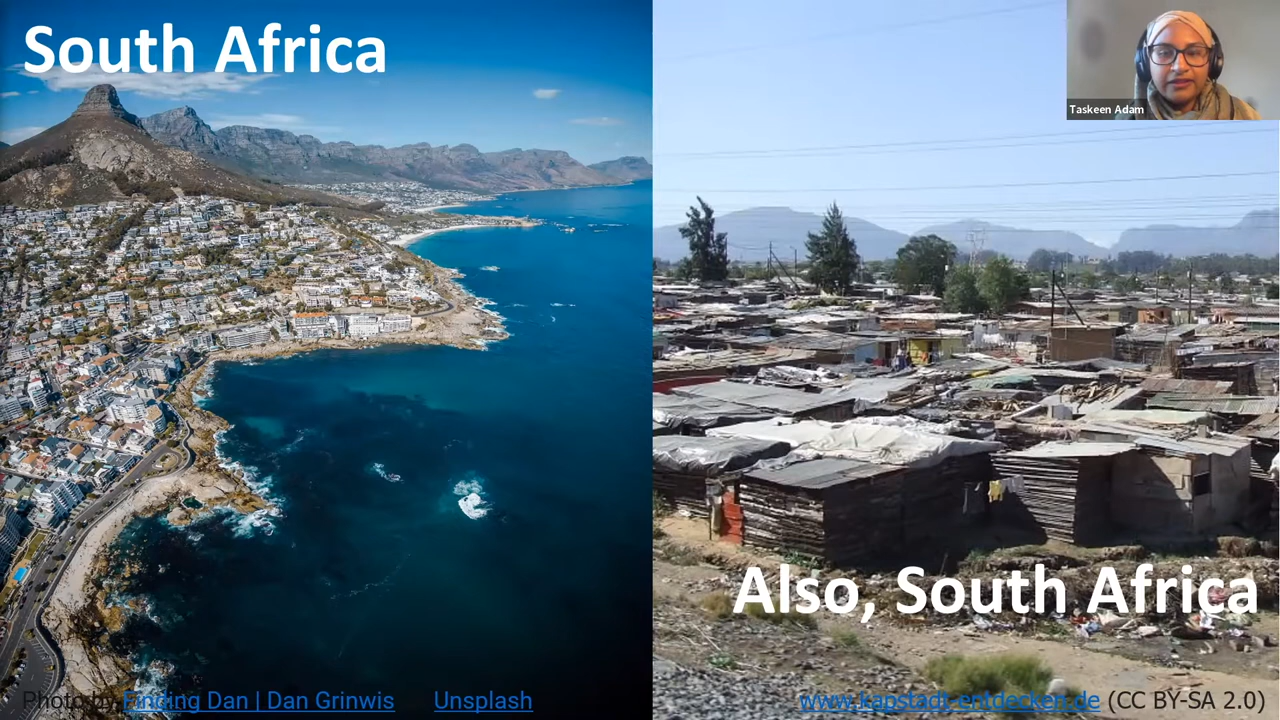 South Africa
Taskeen Adam
Also, South Africa
Photo by Finding Dan | Dan Grinwis Unsplash
www.kapstadt-entdecken.de (CC BY-SA 2.0)